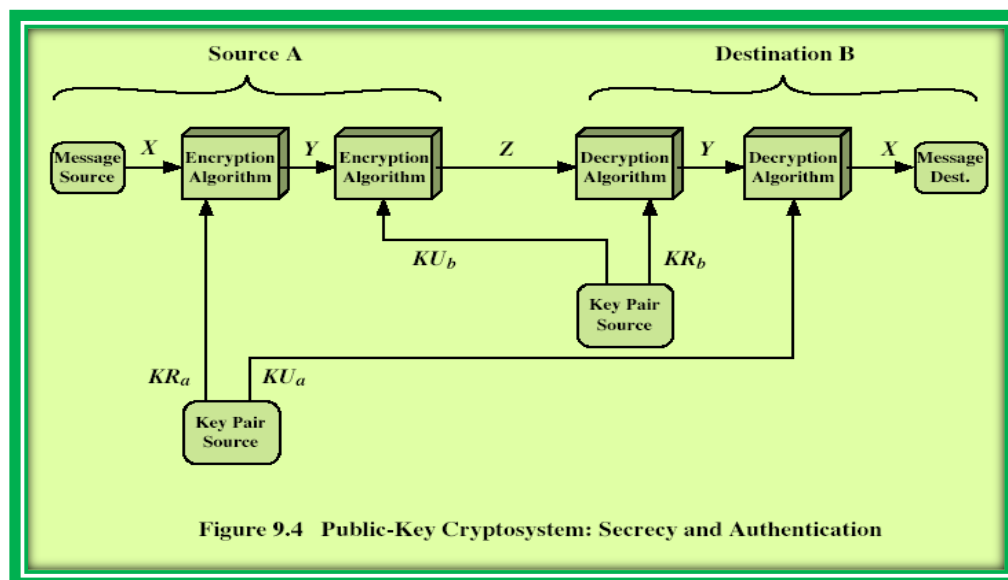 Source A
Destination B
Message
Source
X
Encryption
Algorithm
Y
Encryption
Algorithm
Z
Decryption
Algorithm
Y
Decryption
Algorithm
X
Message
Dest.
KUb
KRb
Key Pair
Source
KRa
KUa
Key Pair
Source
Figure 9.4 Public-Key Cryptosystem: Secrecy and Authentication